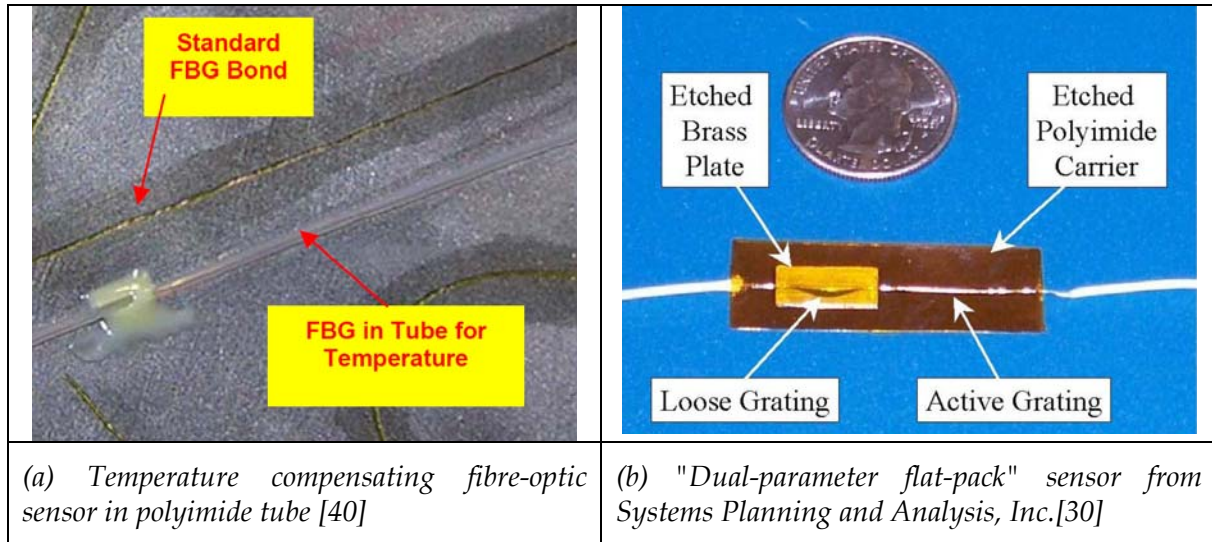 Standard
FBG Bond
FBG in Tube for
Temperature
Etched
Brass
Plate
LIBERTY
Etched
Polyimide
Carrier
Loose Grating
Active Grating
(a) Temperature compensating fibre-optic
sensor in polyimide tube [40]
(b) "Dual-parameter flat-pack" sensor from
Systems Planning and Analysis, Inc.[30]